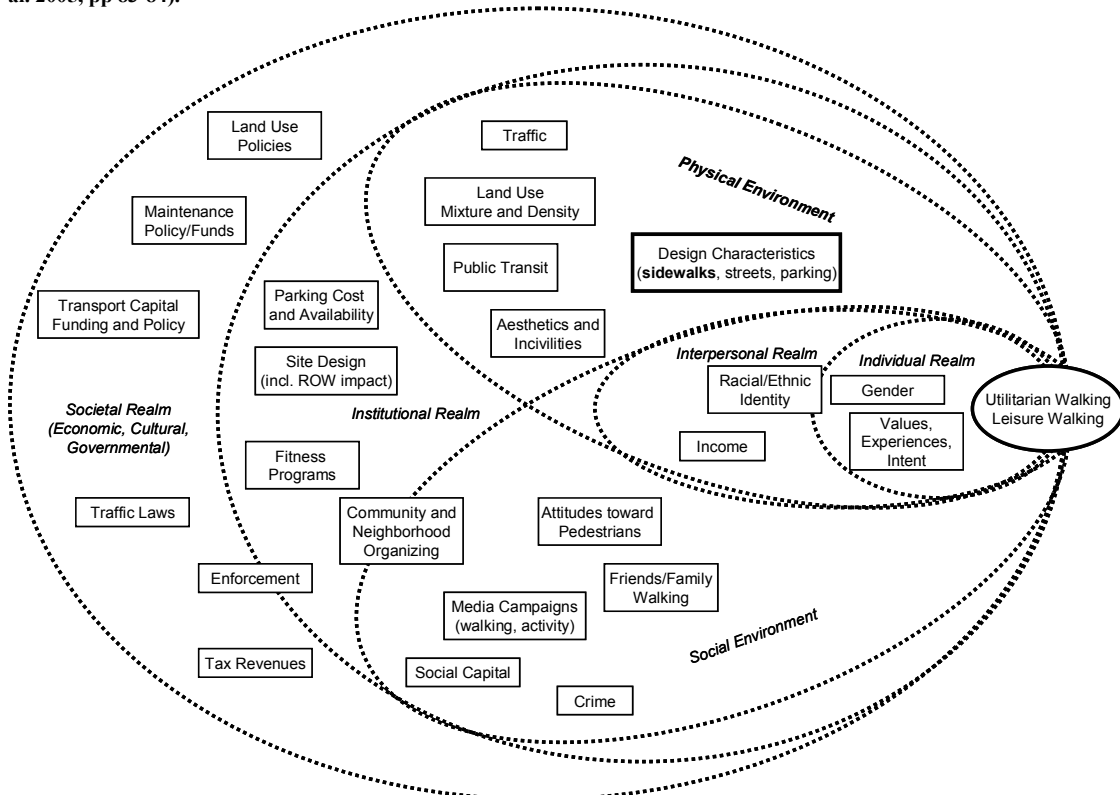 al. 2003, pp 83-84).
Land Use
Policies
Traffic
Physical Environment
Maintenance
Policy/Funds
Land Use
Mixture and Density
Design Characteristics
(sidewalks, streets, parking)
Public Transit
Transport Capital
Funding and Policy
Parking Cost
and Availability
Aesthetics and
Incivilities
Site Design
(incl. ROW impact)
Interpersonal Realm
Individual Realm
Racial/Ethnic
Identity
Gender
Utilitarian Walking
Leisure Walking
Societal Realm
(Economic, Cultural,
Governmental)
Institutional Realm
Values,
Experiences,
Intent
Income
Fitness
Programs
Traffic Laws
Community and
Neighborhood
Organizing
Attitudes toward
Pedestrians
Enforcement
Friends/Family
Walking
Media Campaigns
(walking, activity)
Social Environment
Tax Revenues
Social Capital
Crime